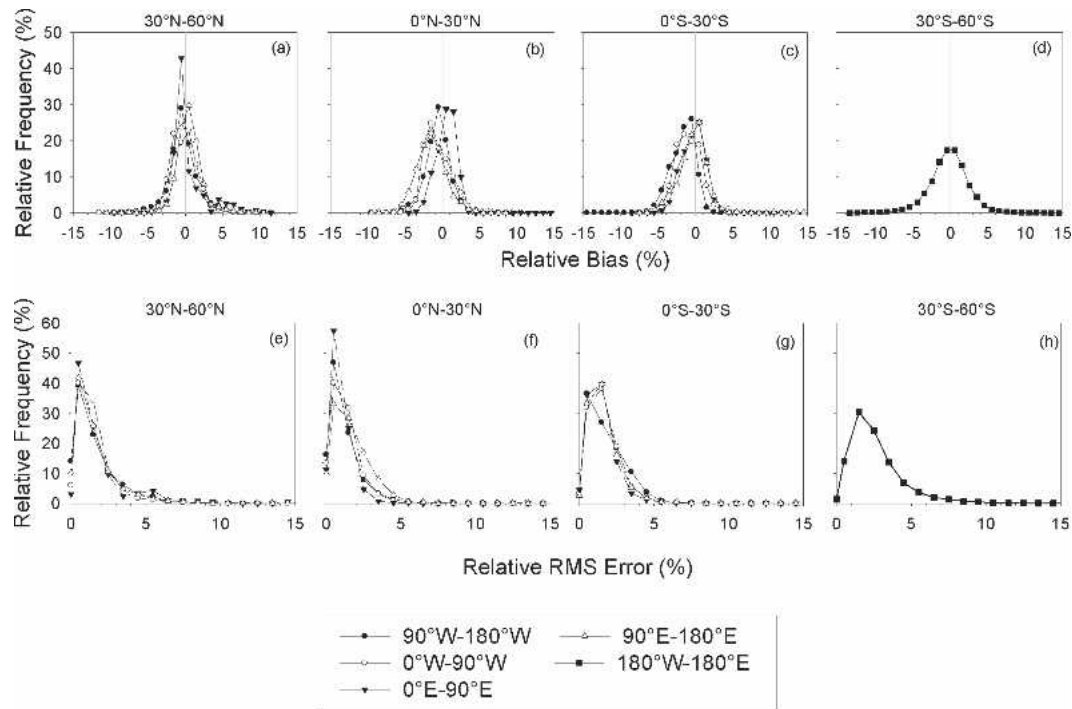 30°N-60°N 0°N-30°N 0°S-30°S 30°S-60°S
Relative Frequency (%)
50
40
30
20
10
0
(a) (b) (c) (d)
-15 -10 -5 0 5 10 15 -10 -5 0 5 10 15 -10 -5 0 5 10 15 -10 -5 0 5 10 15
Relative Bias (%)
30°N-60°N 0°N-30°N 0°S-30°S 30°S-60°S
Relative Frequency (%)
60
50
40
30
20
10
0
(e) (f) (g) (h)
0 5 10 15 0 5 10 15 0 5 10 15 0 5 10 15
Relative RMS Error (%)
90°W-180°W 90°E-180°E
0°W-90°W 180°W-180°E
0°E-90°E